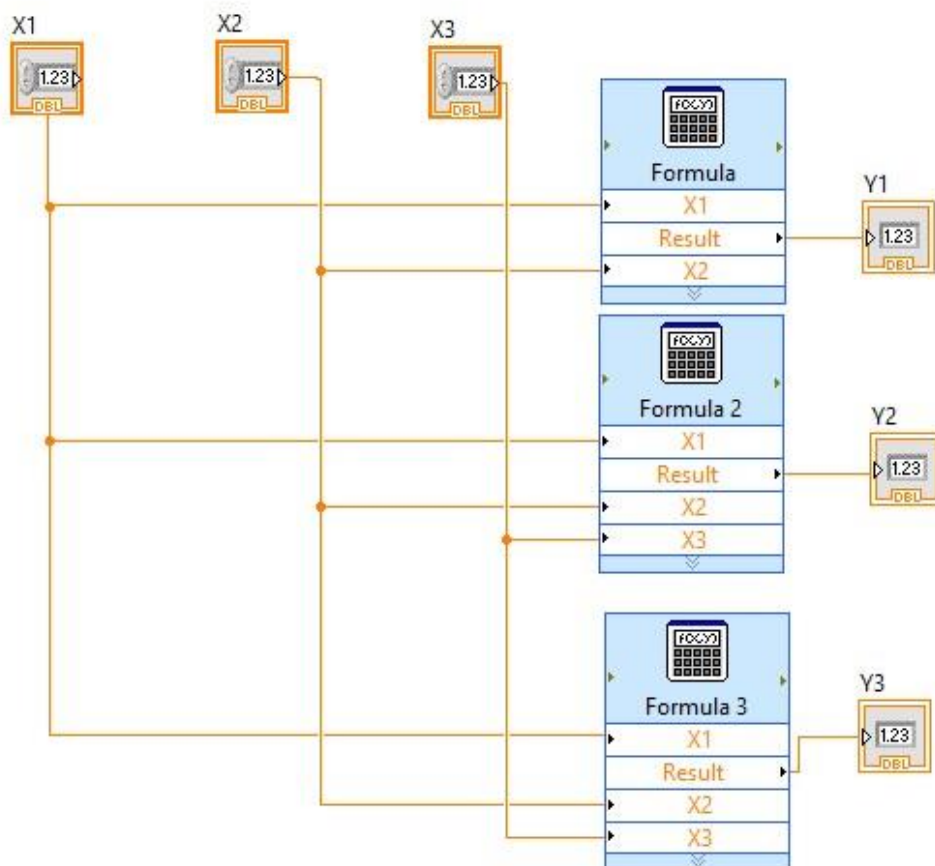 X1
X2
X3
1.23
DBL
1.23
DBL
1.23
DBL
f(x,y)
Formula
X1
Result
X2
Y1
1.23
DBL
f(x,y)
Formula 2
X1
Result
X2
X3
Y2
1.23
DBL
f(x,y)
Formula 3
X1
Result
X2
X3
Y3
1.23
DBL